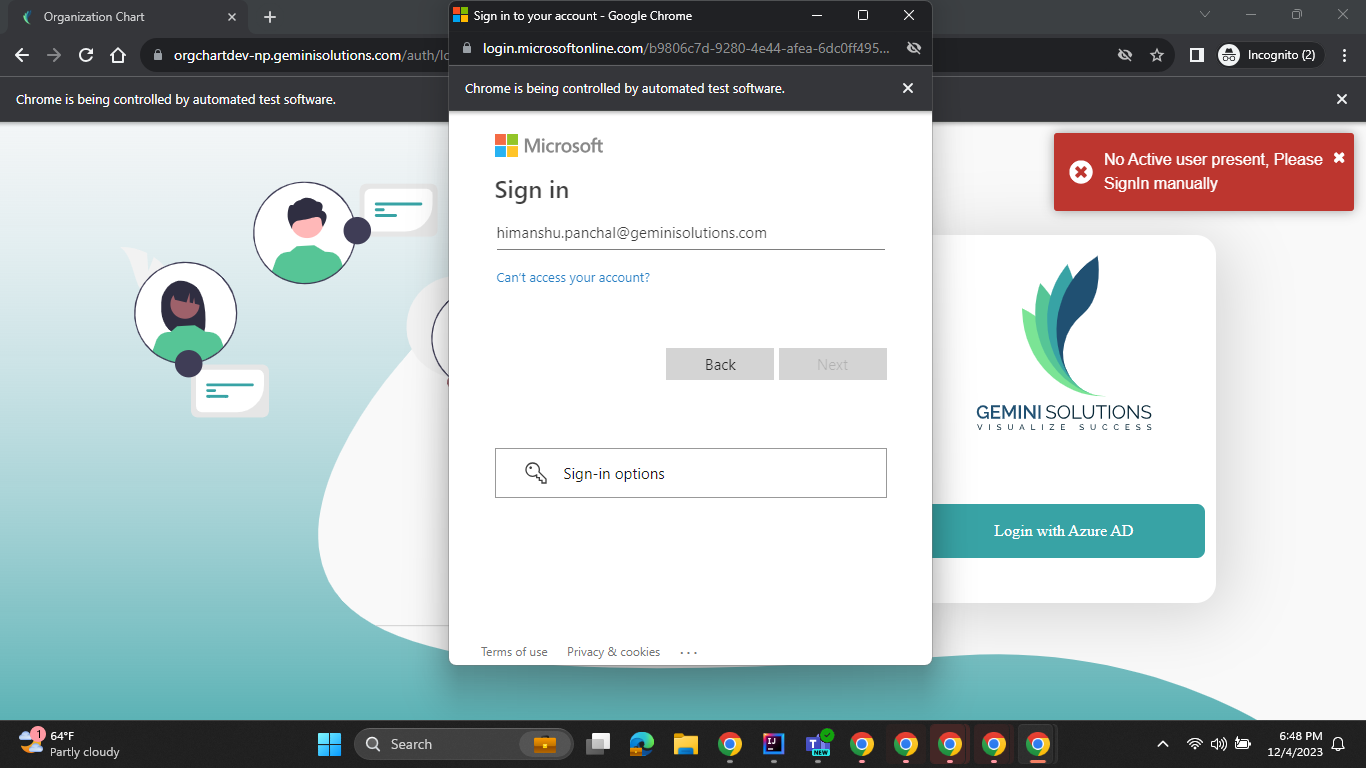 Organization Chart
Sign in to your account - Google Chrome
orgchartdev-np.geminisolutions.com/auth/lo
login.microsoftonline.com/b9806c7d-9280-4e44-afea-6dc0ff495...
Incognito (2)
Chrome is being controlled by automated test software.
Chrome is being controlled by automated test software.
Microsoft
Sign in
himanshu.panchal@geminisolutions.com
Can't access your account?
Back
Next
Sign-in options
Terms of use
Privacy & cookies
...
No Active user present, Please
SignIn manually
GEMINI SOLUTIONS
VISUALIZE SUCCESS
Login with Azure AD
1
64°F
Partly cloudy
Search
IJ
T
NEW
6:48 PM
12/4/2023